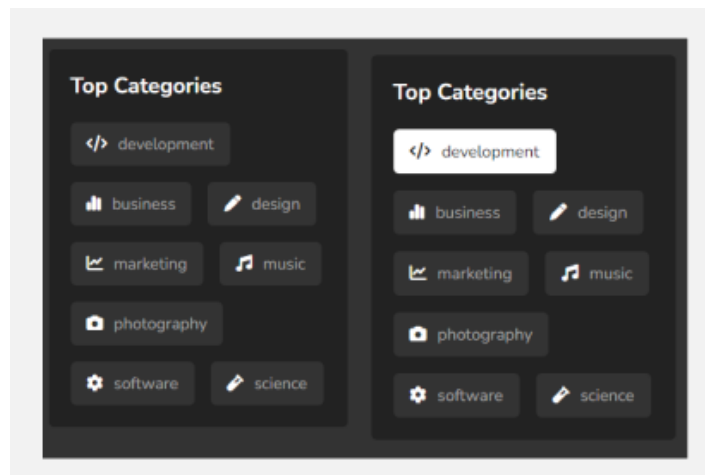 Top Categories
development
business
design
marketing
music
photography
software
science
Top Categories
development
business
design
marketing
music
photography
software
science